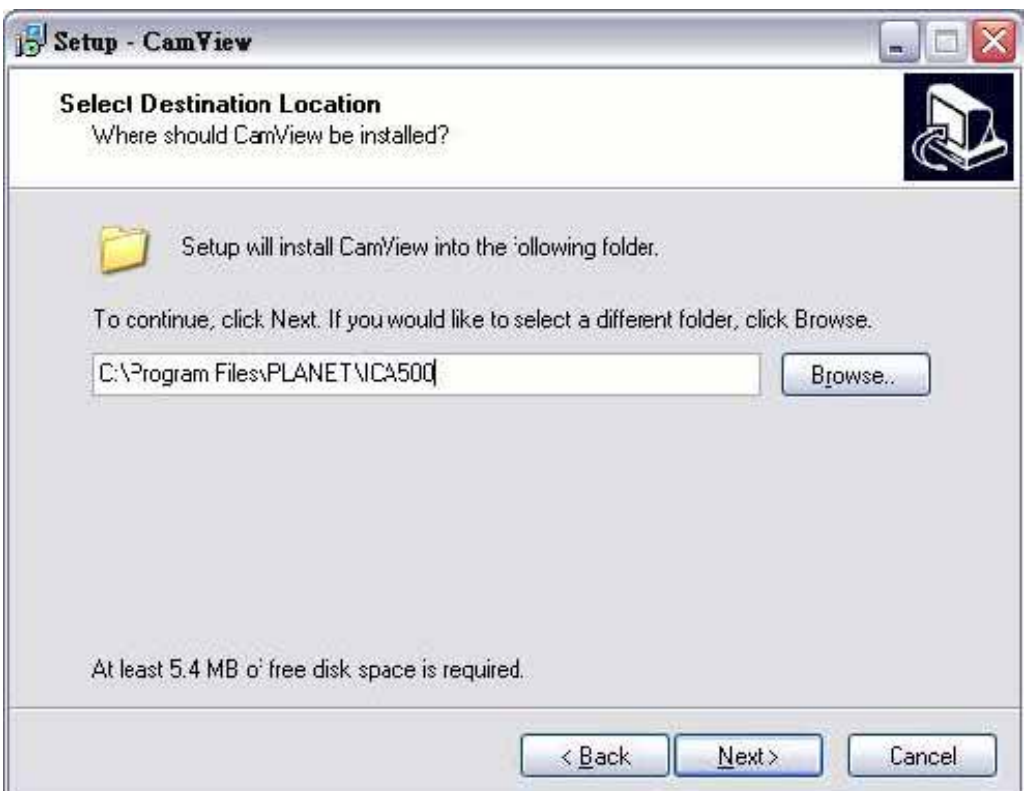 Setup - CamView
Select Destination Location
Where should CamView be installed?
Setup will install CamView into the following folder.
To continue, click Next. If you would like to select a different folder, click Browse.
C:\Program Files\PLANET\ICA500
Browse..
At least 5.4 MB of free disk space is required.
< Back
Next >
Cancel